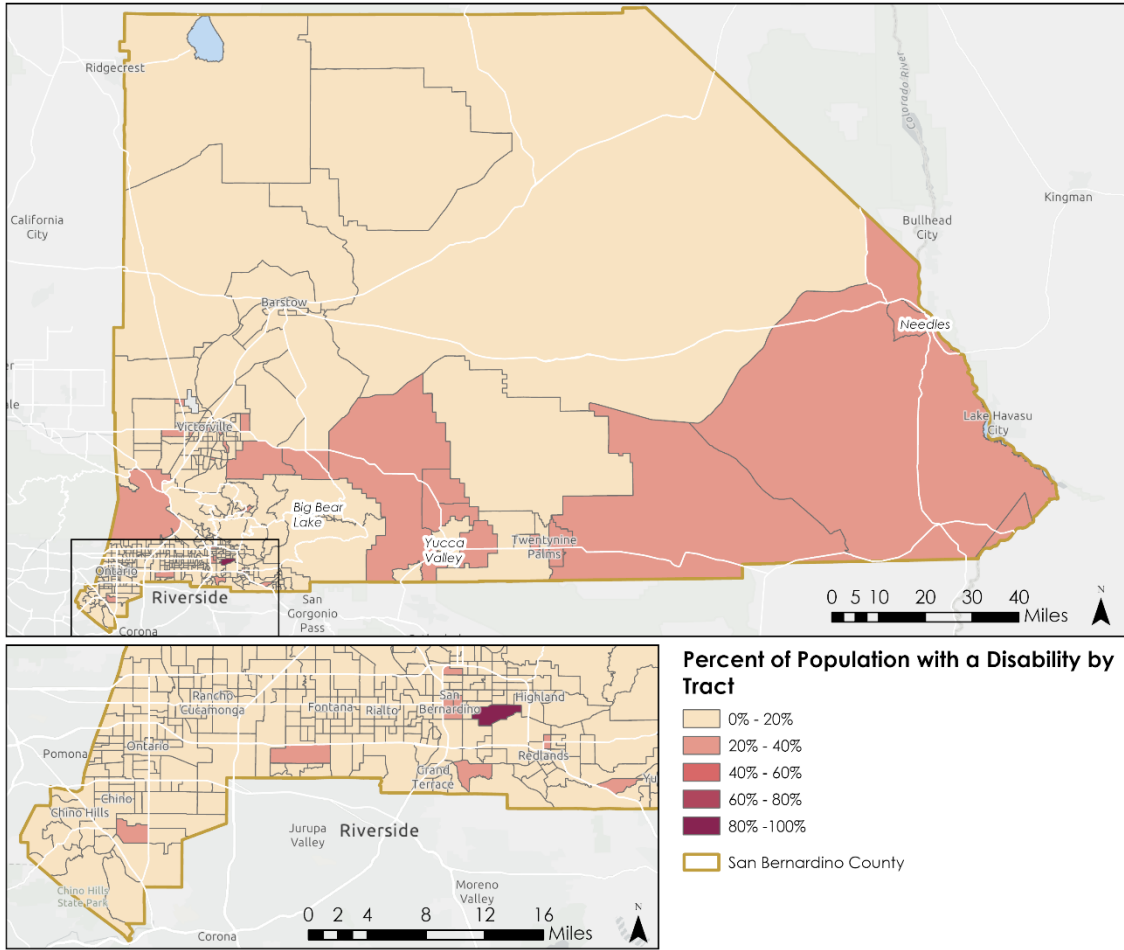 Ridgecrest
Colorado River
Kingman
California
City
Bullhead
City
Barstow
Needles
er
ale
Lake Havasu
City
Victorville
Big Bear
Lake
Yucca
Valley
Twentynine
Palms
Ontario
Riverside
San
Gorgonio
Pass
Corona
0 5 10 20 30 40
Miles
N
Rancho
Cucamonga
Fontana
Rialto
San
Bernardino
Highland
Pomona
Ontario
Redlands
Grand
Terrace
Yu
Chino
Chino Hills
Jurupa
Valley
Riverside
Chino Hills
State Park
Moreno
Valley
Corona
0 2 4 8 12 16
Miles
N
Percent of Population with a Disability by
Tract
0% - 20%
20% - 40%
40% - 60%
60% - 80%
80% -100%
San Bernardino County